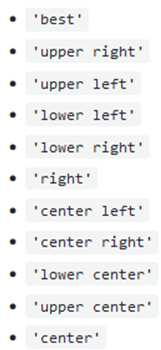 'best'
'upper right'
'upper left'
'lower left'
'lower right'
'right'
'center left'
'center right'
'lower center'
'upper center'
'center'